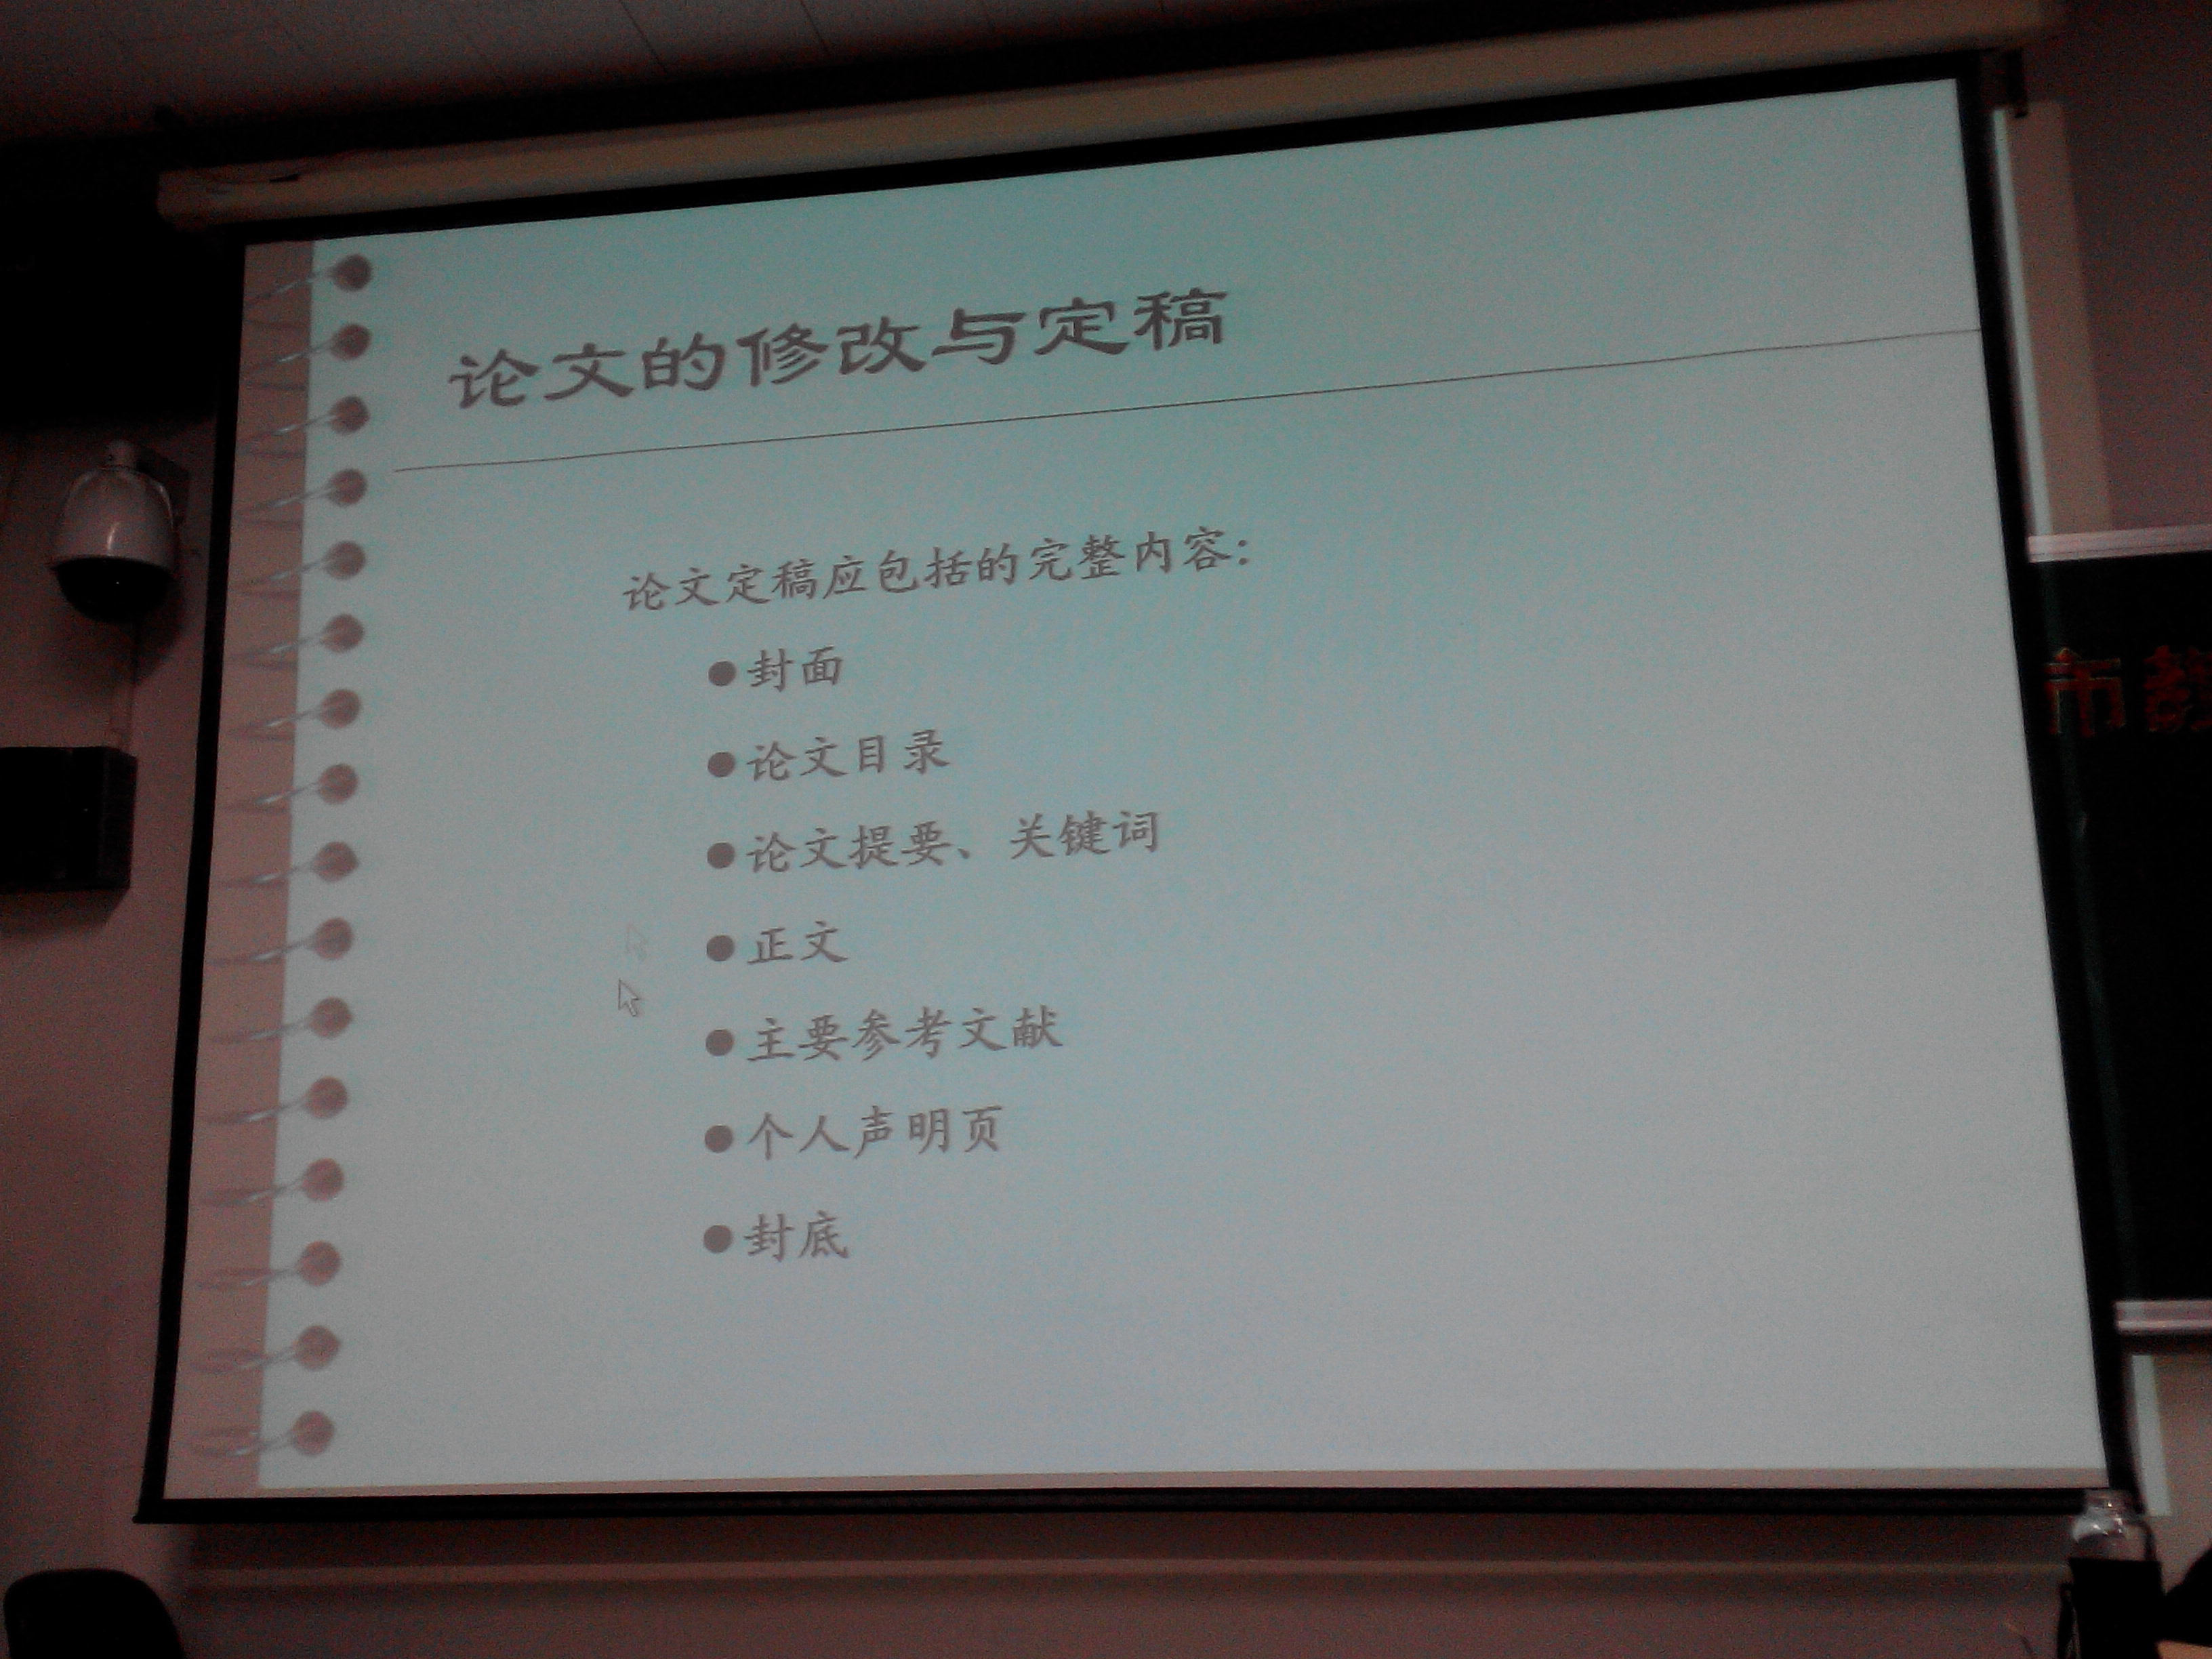 论文的修改与定稿
论文定稿应包括的完整内容：
●封面
●论文目录
●论文提要、关键词
●正文
●主要参考文献
●个人声明页
●封底
市